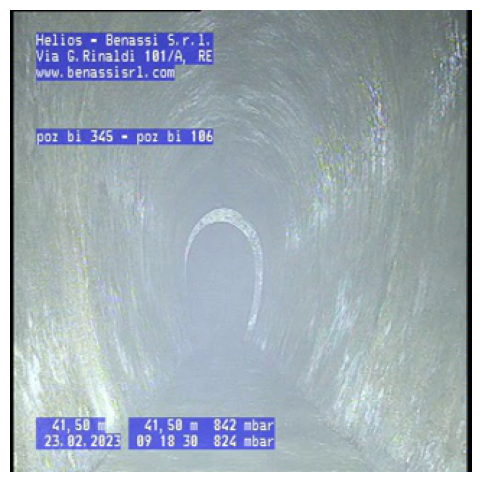 Helios - Benassi S.r.l.
Via G.Rinaldi 101/A, RE
www.benassisrl.com
poz bi 345 - poz bi 106
41,50 m 41,50 m 842 mbar
23.02.2023 09 18 30 824 mbar